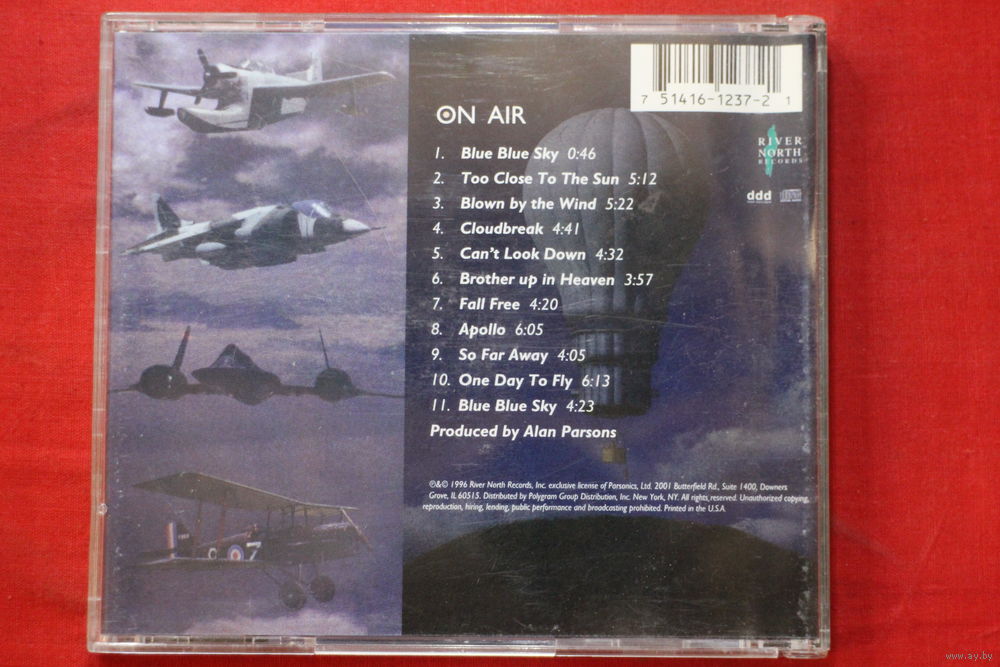 7 51416-1237-2 1
ON AIR
RIVER
NORTH
RECORDS
ddd
1. Blue Blue Sky 0:46
2. Too Close To The Sun 5:12
3. Blown by the Wind 5:22
4. Cloudbreak 4:41
5. Can't Look Down 4:32
6. Brother up in Heaven 3:57
7. Fall Free 4:20
8. Apollo 6:05
9. So Far Away 4:05
10. One Day To Fly 6:13
11. Blue Blue Sky 4:23
Produced by Alan Parsons
℗&© 1996 River North Records, Inc. exclusive license of Parsonics, Ltd. 2001 Butterfield Rd., Suite 1400, Downers
Grove, IL 60515. Distributed by Polygram Group Distribution, Inc. New York, NY. All rights reserved. Unauthorized copying,
reproduction, hiring, lending, public performance and broadcasting prohibited. Printed in the U.S.A.
www.ay.by